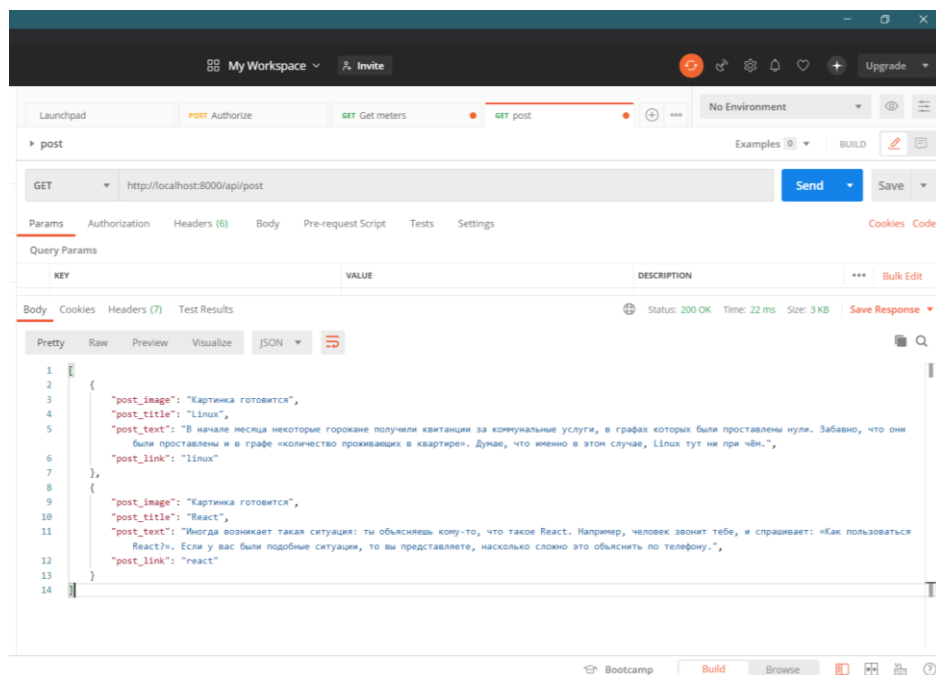 My Workspace
Invite
Upgrade
Launchpad
POST Authorize
GET Get meters
GET post
No Environment
post
Examples 0
BUILD
GET
http://localhost:8000/api/post
Send
Save
Params
Authorization
Headers (6)
Body
Pre-request Script
Tests
Settings
Cookies
Code
Query Params
KEY
VALUE
DESCRIPTION
Bulk Edit
Body
Cookies
Headers (7)
Test Results
Status: 200 OK
Time: 22 ms
Size: 3 KB
Save Response
Pretty
Raw
Preview
Visualize
JSON
1 [
2 {
3 "post_image": "Картинка готовится",
4 "post_title": "Linux",
5 "post_text": "В начале месяца некоторые горожане получили квитанции за коммунальные услуги, в графах которых были проставлены нули. Забавно, что они
были проставлены и в графе «количество проживающих в квартире». Думаю, что именно в этом случае, Linux тут ни при чём.",
6 "post_link": "linux"
7 },
8 {
9 "post_image": "Картинка готовится",
10 "post_title": "React",
11 "post_text": "Иногда возникает такая ситуация: ты объясняешь кому-то, что такое React. Например, человек звонит тебе, и спрашивает: «Как пользоваться
React?». Если у вас были подобные ситуации, то вы представляете, насколько сложно это объяснить по телефону.",
12 "post_link": "react"
13 }
14 ]
Bootcamp
Build
Browse